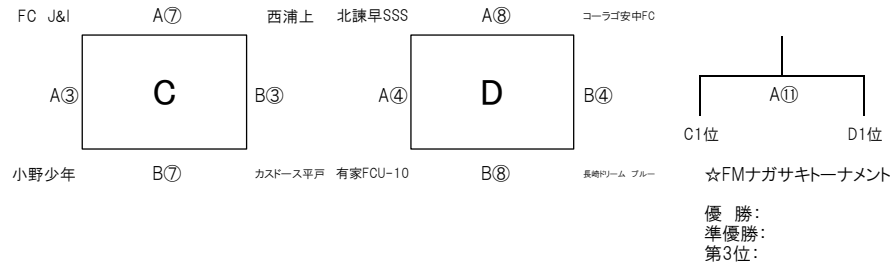 FC J&I A⑦ 西浦上 北諫早SSS A⑧ コーラゴ安中FC
A③ C B③ A④ D B④ A⑪
C1位 D1位
小野少年 B⑦ カスドース平戸 有家FCU-10 B⑧ 長崎ドリーム ブルー ☆FMナガサキトーナメント
優 勝:
準優勝:
第3位: